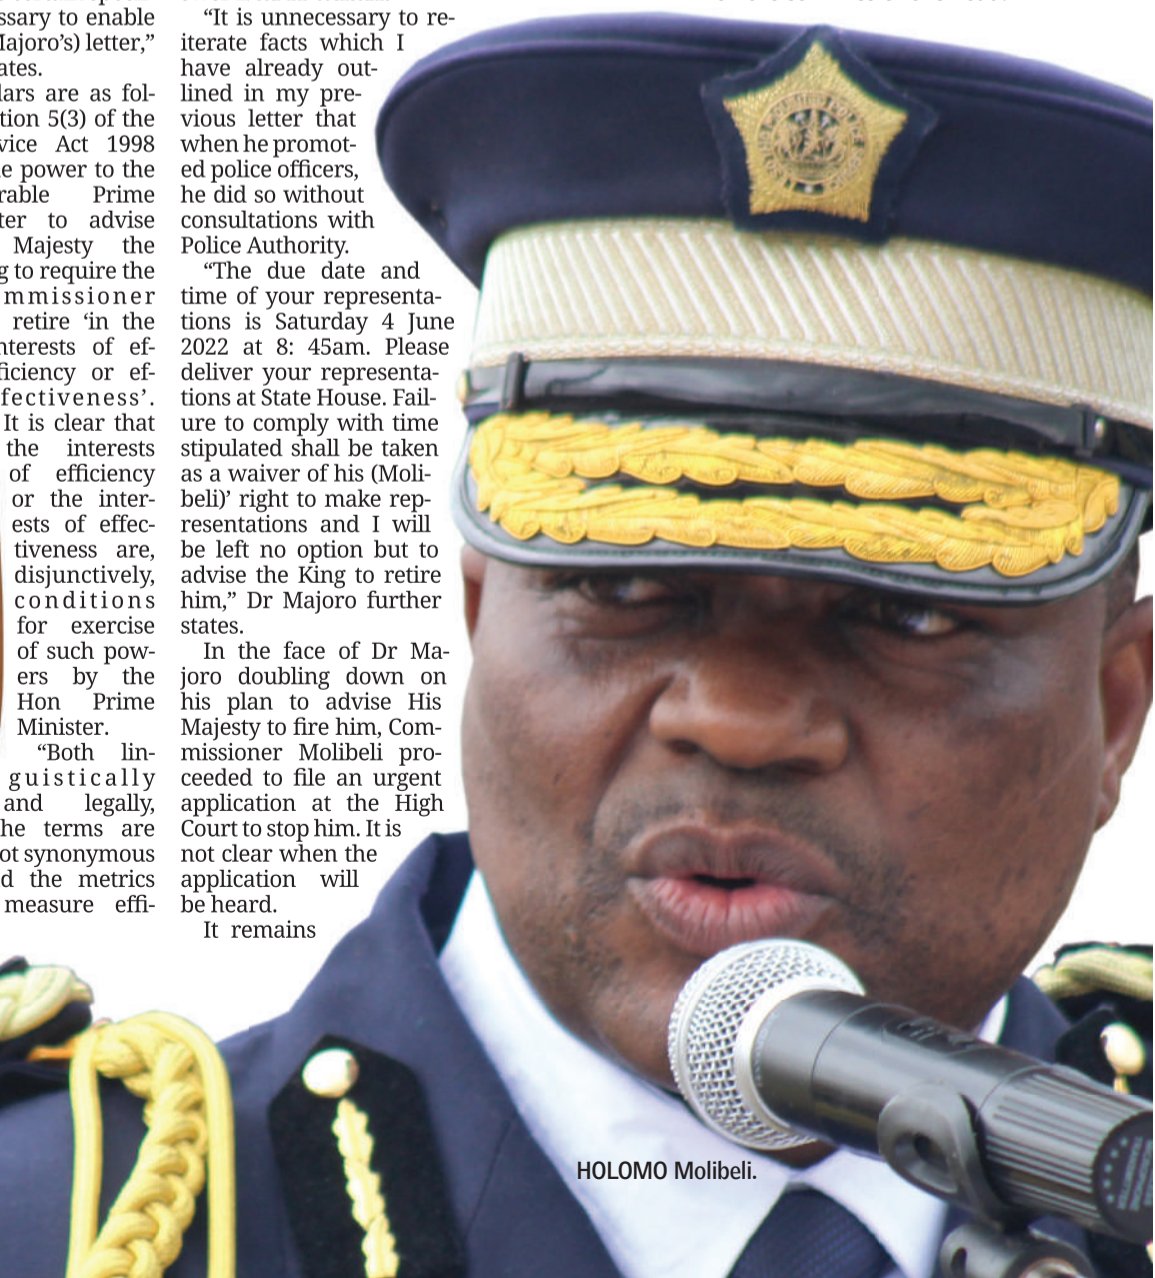 ssary to enable
Majoro’s) letter,”
ates.
lars are as fol-
tion 5(3) of the
vice Act 1998
e power to the
rable Prime
ter to advise
Majesty the
g to require the
mmissioner
retire ‘in the
nterests of ef-
ficiency or ef-
fectiveness’.
It is clear that
the interests
of efficiency
or the inter-
ests of effec-
tiveness are,
disjunctively,
conditions
for exercise
of such pow-
ers by the
Hon Prime
Minister.
“Both lin-
guistically
and legally,
he terms are
ot synonymous
d the metrics
measure effi-
“It is unnecessary to re-
iterate facts which I
have already out-
lined in my pre-
vious letter that
when he promot-
ed police officers,
he did so without
consultations with
Police Authority.
“The due date and
time of your representa-
tions is Saturday 4 June
2022 at 8: 45am. Please
deliver your representa-
tions at State House. Fail-
ure to comply with time
stipulated shall be taken
as a waiver of his (Moli-
beli)’ right to make rep-
resentations and I will
be left no option but to
advise the King to retire
him,” Dr Majoro further
states.
In the face of Dr Ma-
joro doubling down on
his plan to advise His
Majesty to fire him, Com-
missioner Molibeli pro-
ceeded to file an urgent
application at the High
Court to stop him. It is
not clear when the
application will
be heard.
It remains
HOLOMO Molibeli.